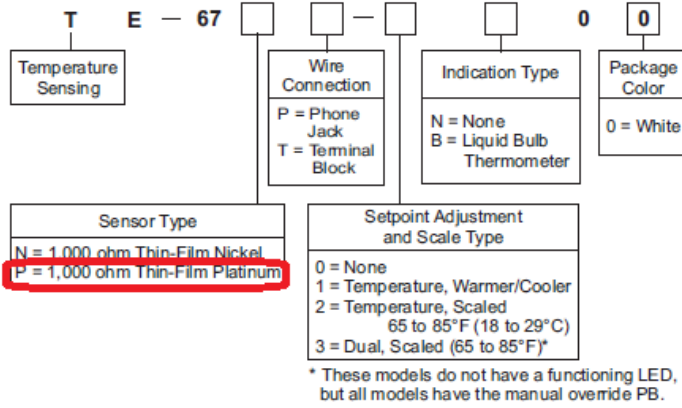 T E – 67 – 0 0
Temperature
Sensing
Wire
Connection
P = Phone
Jack
T = Terminal
Block
Indication Type
N = None
B = Liquid Bulb
Thermometer
Package
Color
0 = White
Sensor Type
N = 1,000 ohm Thin-Film Nickel
P = 1,000 ohm Thin-Film Platinum
Setpoint Adjustment
and Scale Type
0 = None
1 = Temperature, Warmer/Cooler
2 = Temperature, Scaled
65 to 85°F (18 to 29°C)
3 = Dual, Scaled (65 to 85°F)*
* These models do not have a functioning LED,
but all models have the manual override PB.